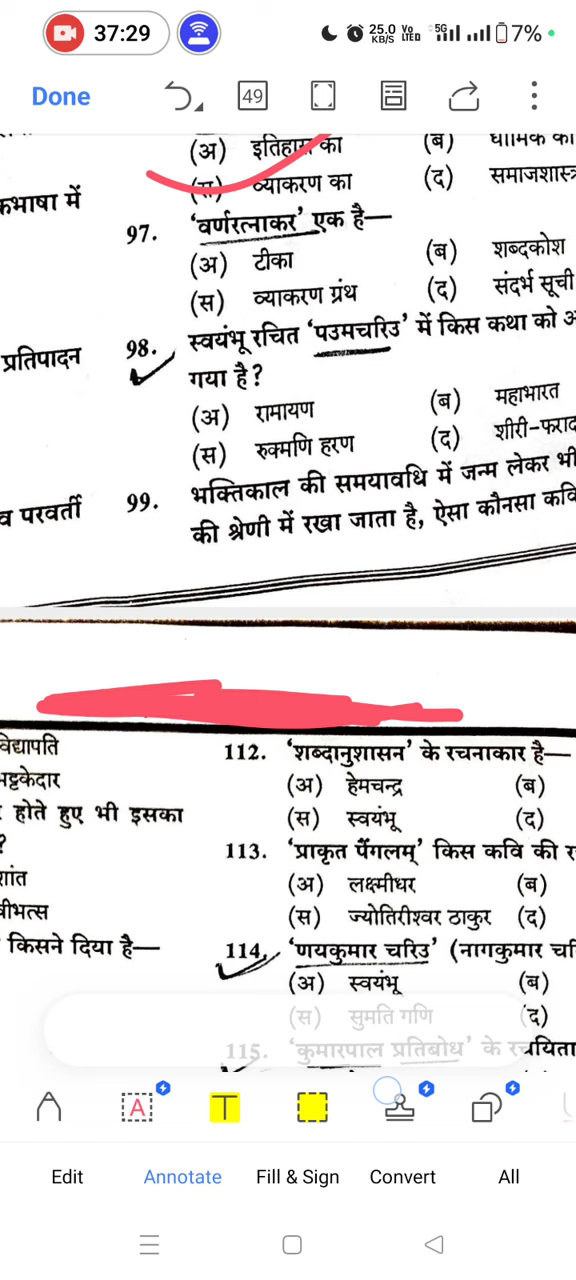 37:29
25.0 KB/S
5G
7%
Done
49
(अ) इतिहास का (ब)
कभाषा में
(स) व्याकरण का (द) समाजशास्त्र
97. ‘वर्णरत्नाकर’ एक है—
(अ) टीका (ब) शब्दकोश
(स) व्याकरण ग्रंथ (द) संदर्भ सूची
प्रतिपादन
98. स्वयंभू रचित ‘पउमचरिउ’ में किस कथा को
गया है?
(अ) रामायण (ब) महाभारत
(स) रुक्मणि हरण (द) शीरी-फराद
व परवर्ती
99. भक्तिकाल की समयावधि में जन्म लेकर भी
की श्रेणी में रखा जाता है, ऐसा कौनसा कवि
विद्यापति
भट्टकेदार
होते हुए भी इसका
?
शांत
वीभत्स
किसने दिया है—
112. ‘शब्दानुशासन’ के रचनाकार है—
(अ) हेमचन्द्र (ब)
(स) स्वयंभू (द)
113. ‘प्राकृत पैंगलम्’ किस कवि की
(अ) लक्ष्मीधर (ब)
(स) ज्योतिरीश्वर ठाकुर (द)
114. ‘णयकुमार चरिउ’ (नागकुमार
(अ) स्वयंभू (ब)
(स) सुमति गणि (द)
115. ‘कुमारपाल प्रतिबोध’ के रचयिता
A T
Edit Annotate Fill & Sign Convert All